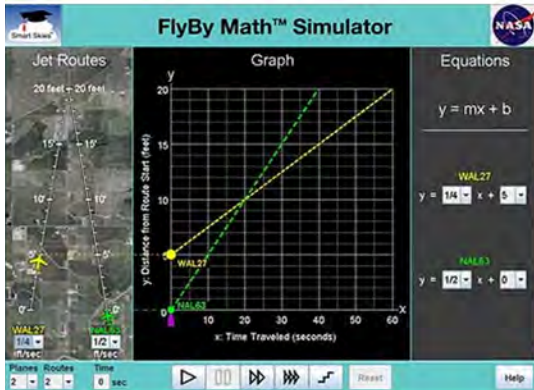 FlyBy Math™ Simulator
Smart Skies™
NASA
Jet Routes
20 feet
20 feet
15'
15'
10'
10'
5'
5'
0'
0'
WAL27
1/4
ft/sec
NAL63
1/2
ft/sec
Graph
y
y: Distance from Route Start (feet)
20
15
10
5
0
WAL27
NAL63
10 20 30 40 50 60
x
x: Time Traveled (seconds)
Equations
y = mx + b
WAL27
y = 1/4 x + 5
NAL63
y = 1/2 x + 0
Planes Routes Time
2 2 0 sec
Reset
Help